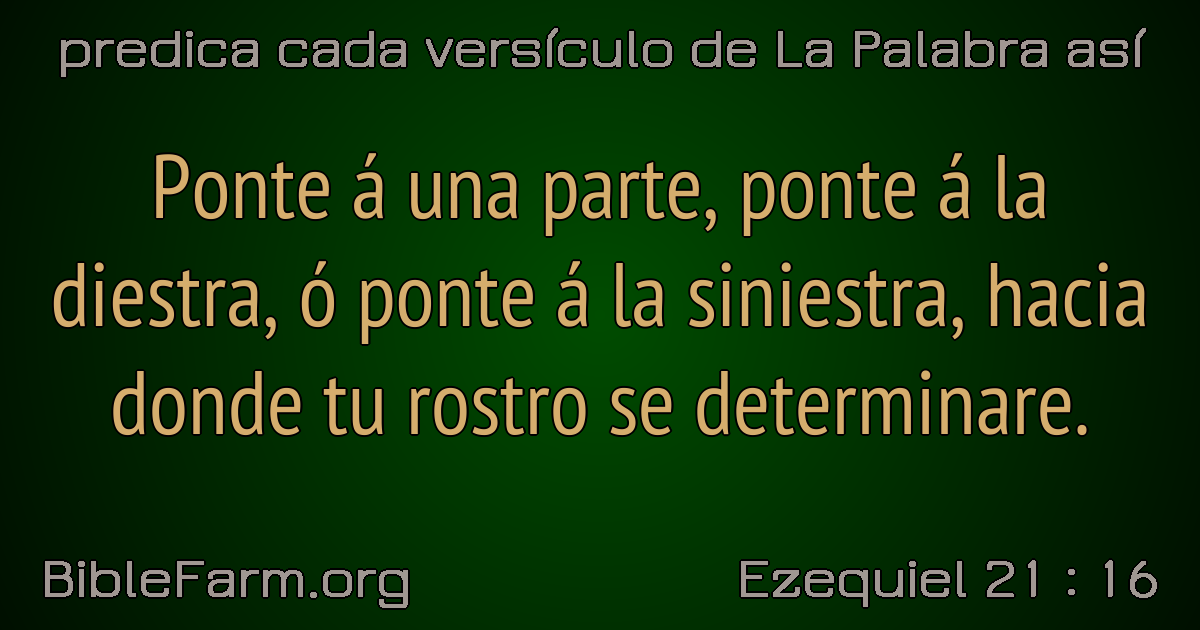 predica cada versículo de La Palabra así
Ponte á una parte, ponte á la
diestra, ó ponte á la siniestra, hacia
donde tu rostro se determinare.
BibleFarm.org
Ezequiel 21 : 16